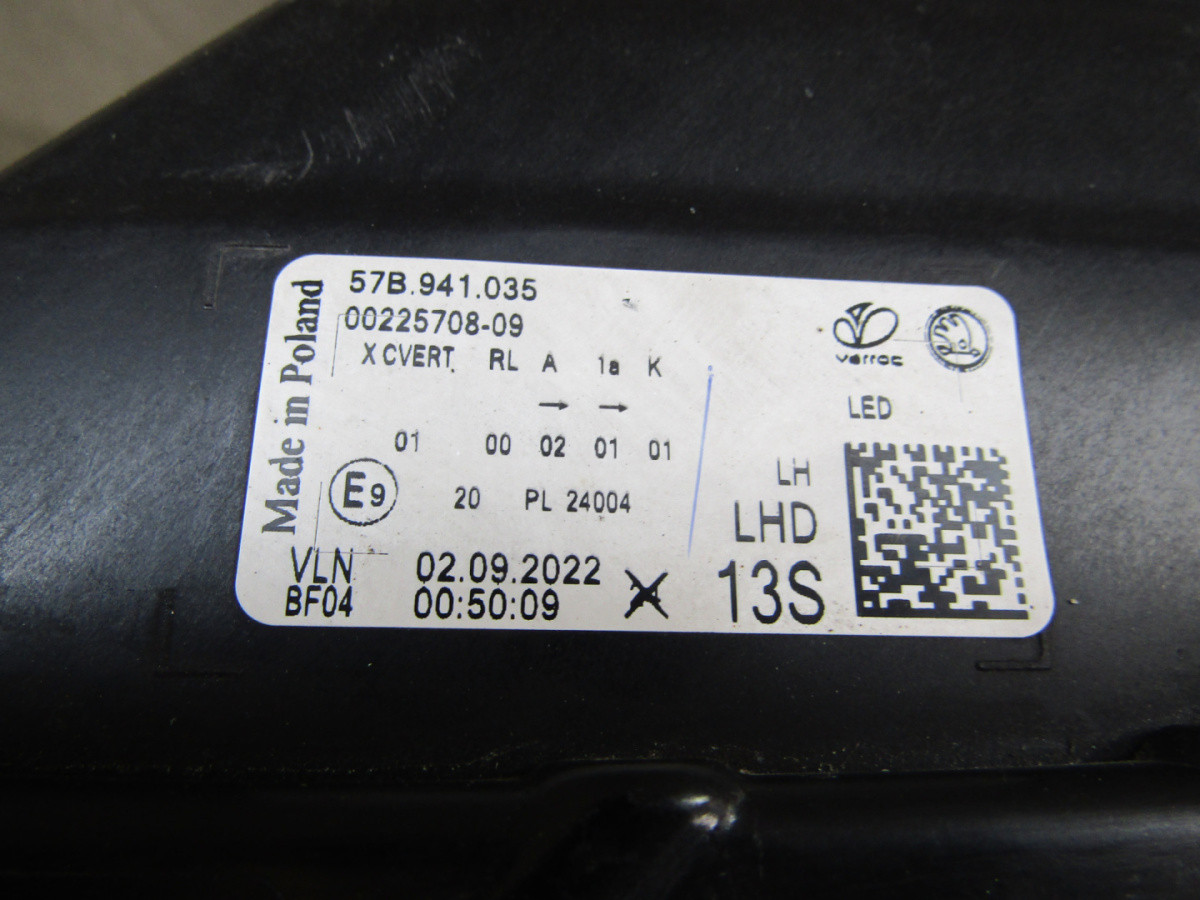 Made in Poland
57B.941.035
00225708-09
X CVERT. RL A 1a K
→ →
01 00 02 01 01
E9 20 PL 24004
VLN 02.09.2022
BF04 00:50:09
varroc
LED
LH
LHD
13S